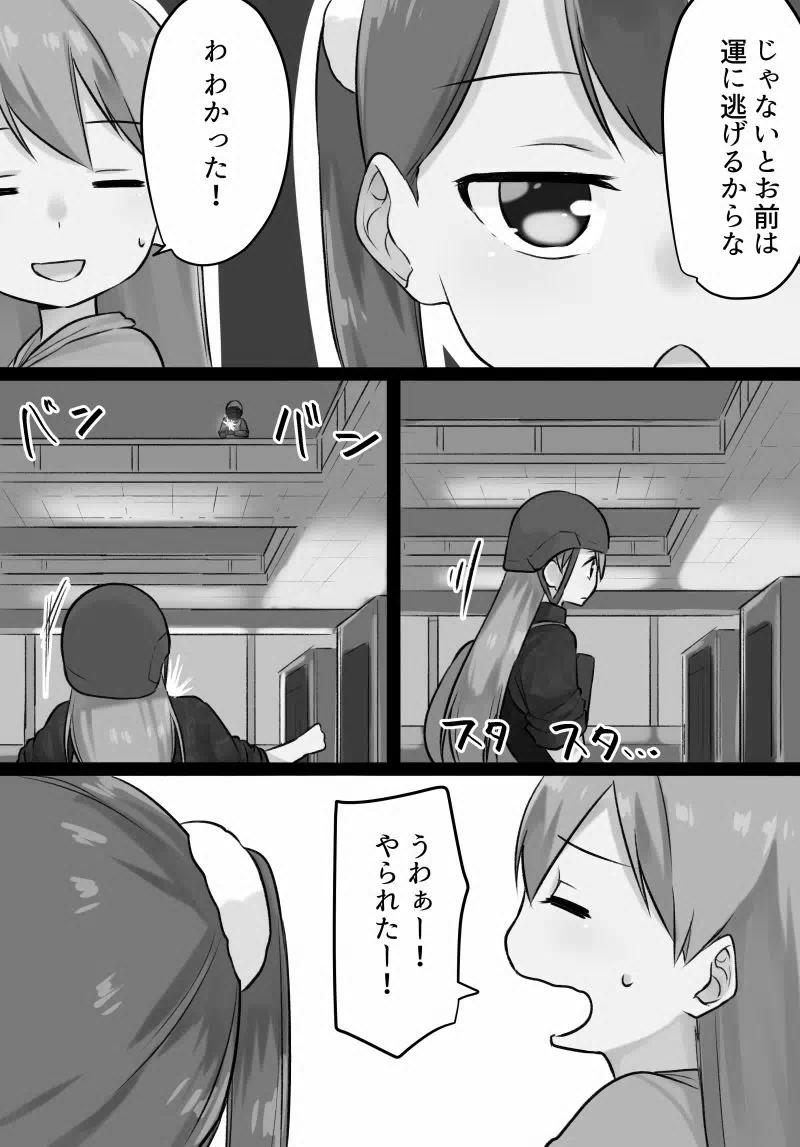 じゃないとお前は
運に逃げるからな
わわかった！
スタ
スタ…
バン
バン
うわぁー！
やられたー！